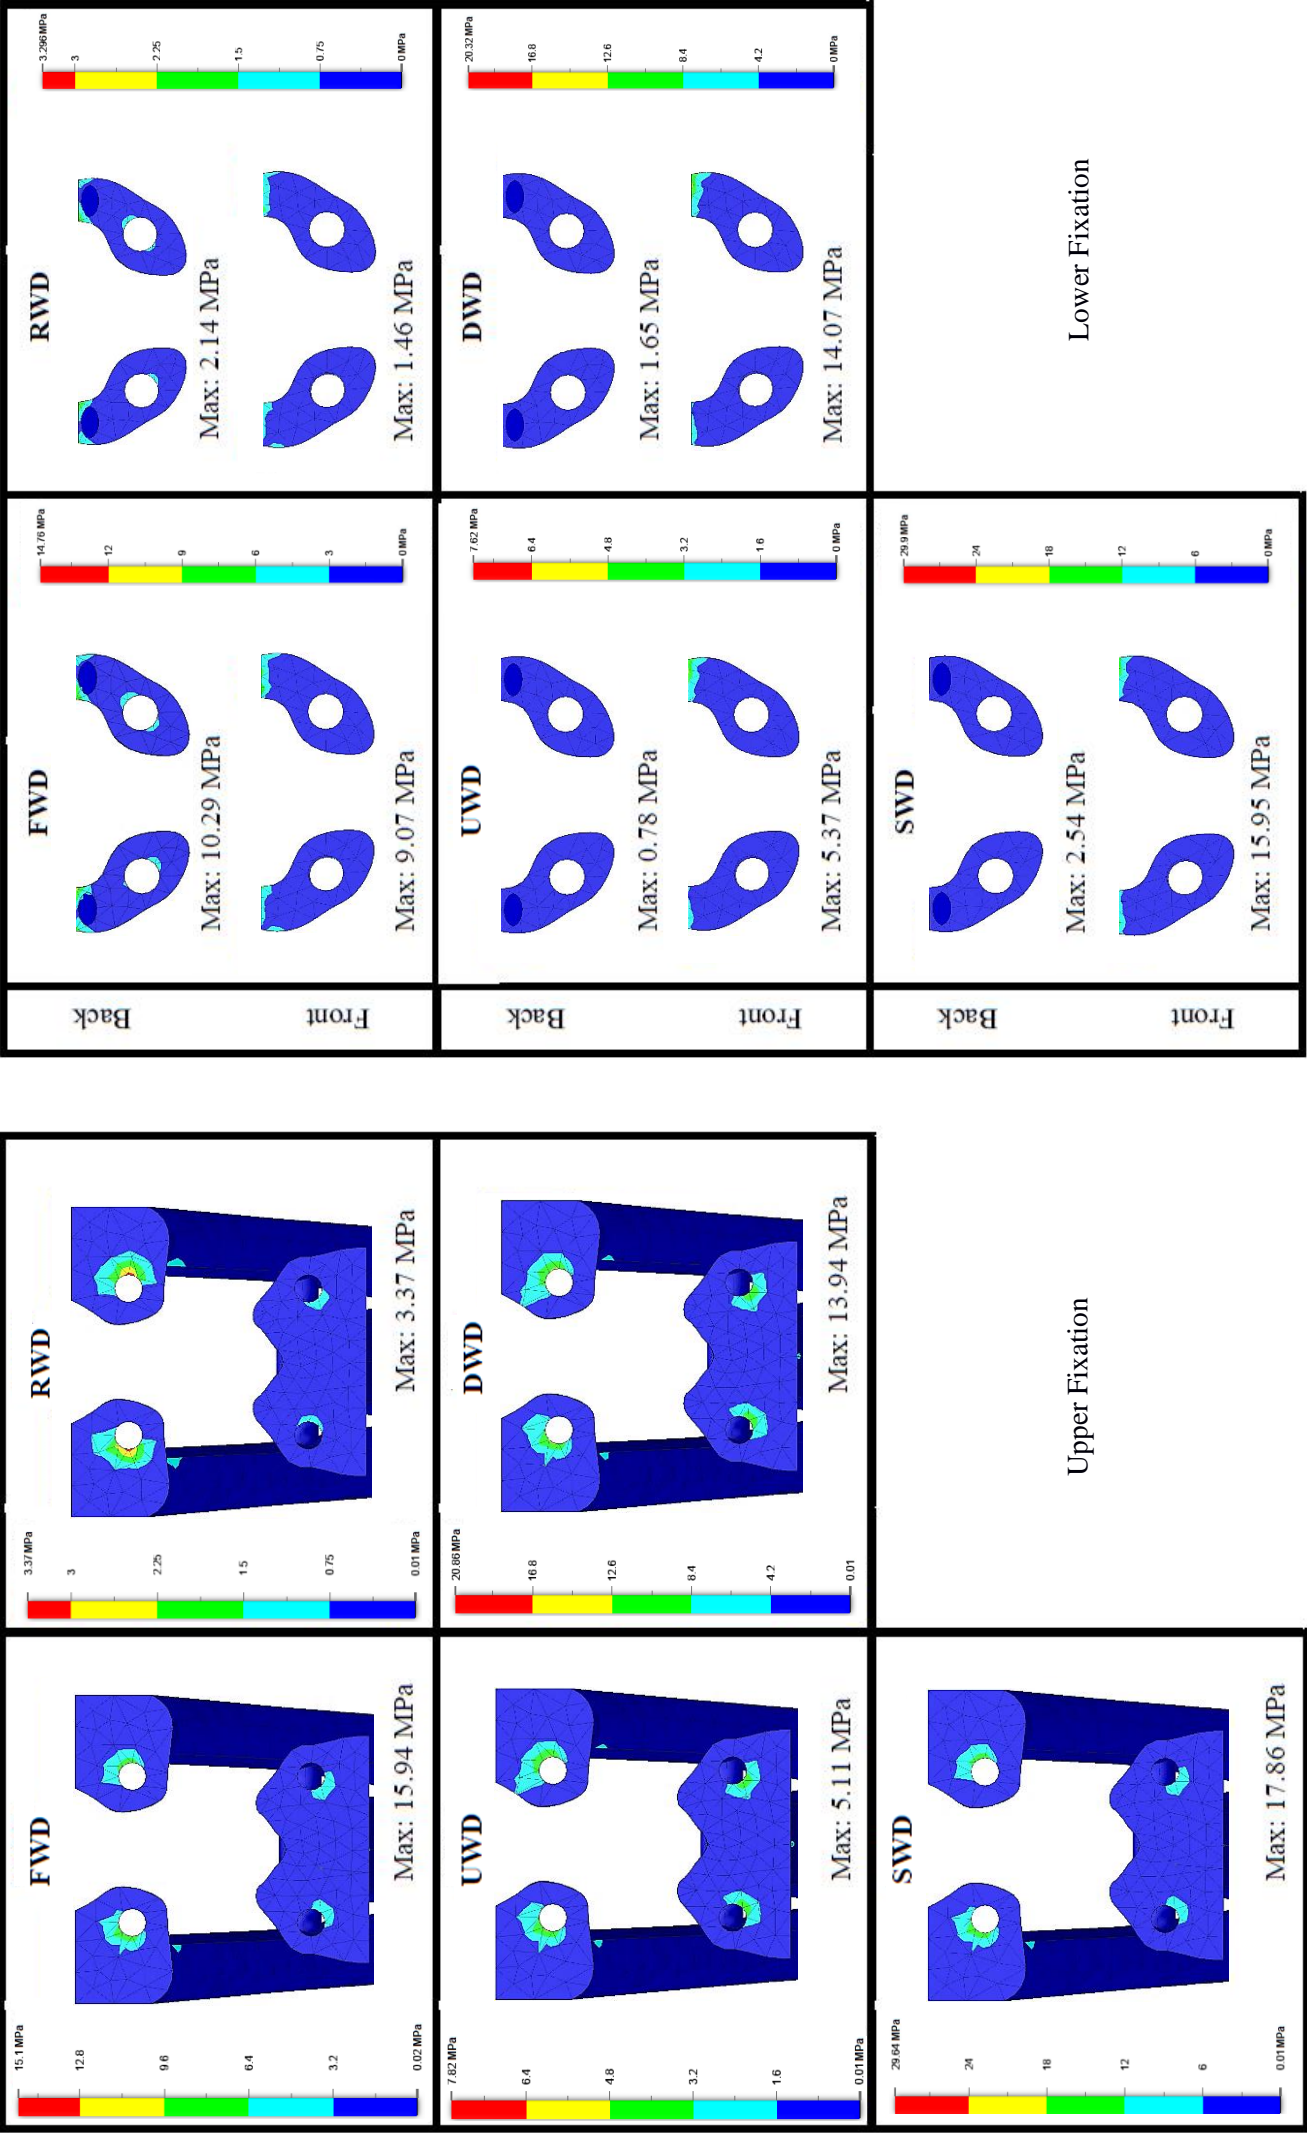 FWD
15.1 MPa
12.8
9.6
6.4
3.2
0.02 MPa
Max: 15.94 MPa
RWD
3.37 MPa
3
2.25
1.5
0.75
0.01 MPa
Max: 3.37 MPa
UWD
7.82 MPa
6.4
4.8
3.2
1.6
0.01 MPa
Max: 5.11 MPa
DWD
20.86 MPa
16.8
12.6
8.4
4.2
0.01
Max: 13.94 MPa
SWD
29.64 MPa
24
18
12
6
0.01 MPa
Max: 17.86 MPa
Upper Fixation
Back
Front
FWD
14.76 MPa
12
9
6
3
0 MPa
Max: 10.29 MPa
Max: 9.07 MPa
RWD
3.296 MPa
3
2.25
1.5
0.75
0 MPa
Max: 2.14 MPa
Max: 1.46 MPa
Back
Front
UWD
7.62 MPa
6.4
4.8
3.2
1.6
0 MPa
Max: 0.78 MPa
Max: 5.37 MPa
DWD
20.32 MPa
16.8
12.6
8.4
4.2
0 MPa
Max: 1.65 MPa
Max: 14.07 MPa
Back
Front
SWD
29.9 MPa
24
18
12
6
0 MPa
Max: 2.54 MPa
Max: 15.95 MPa
Lower Fixation